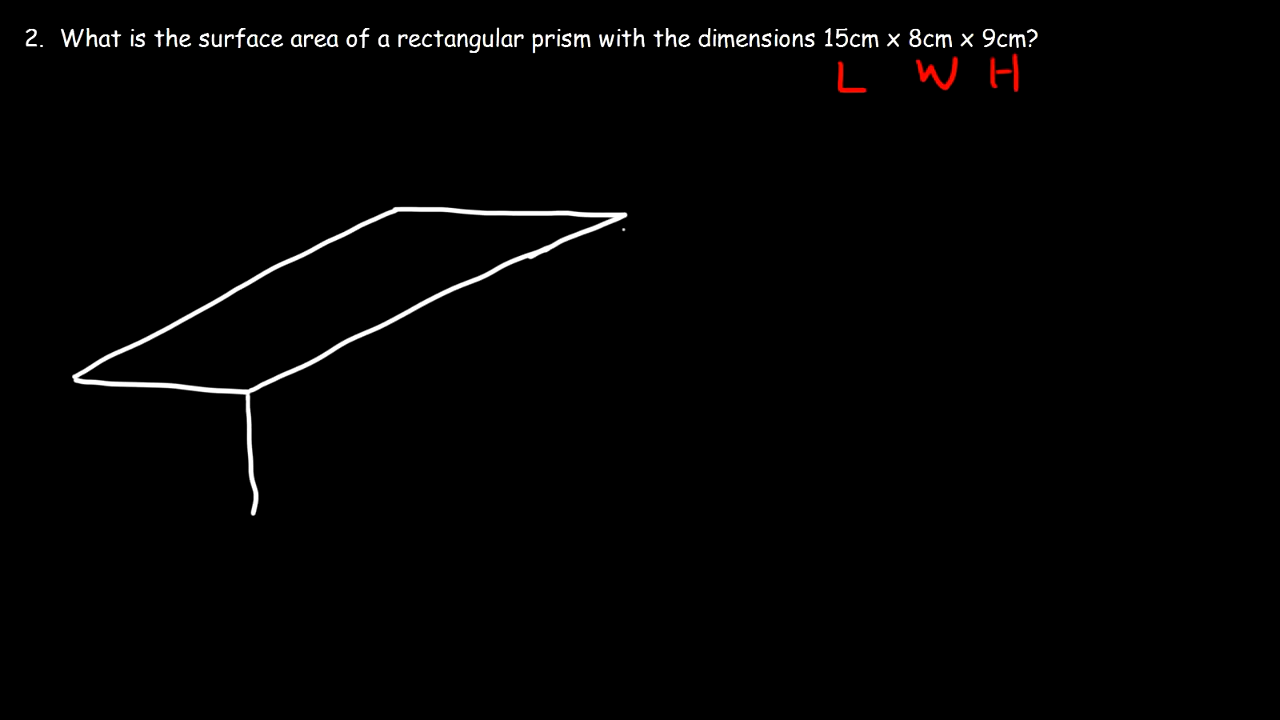 2. What is the surface area of a rectangular prism with the dimensions 15cm x 8cm x 9cm?
L W H